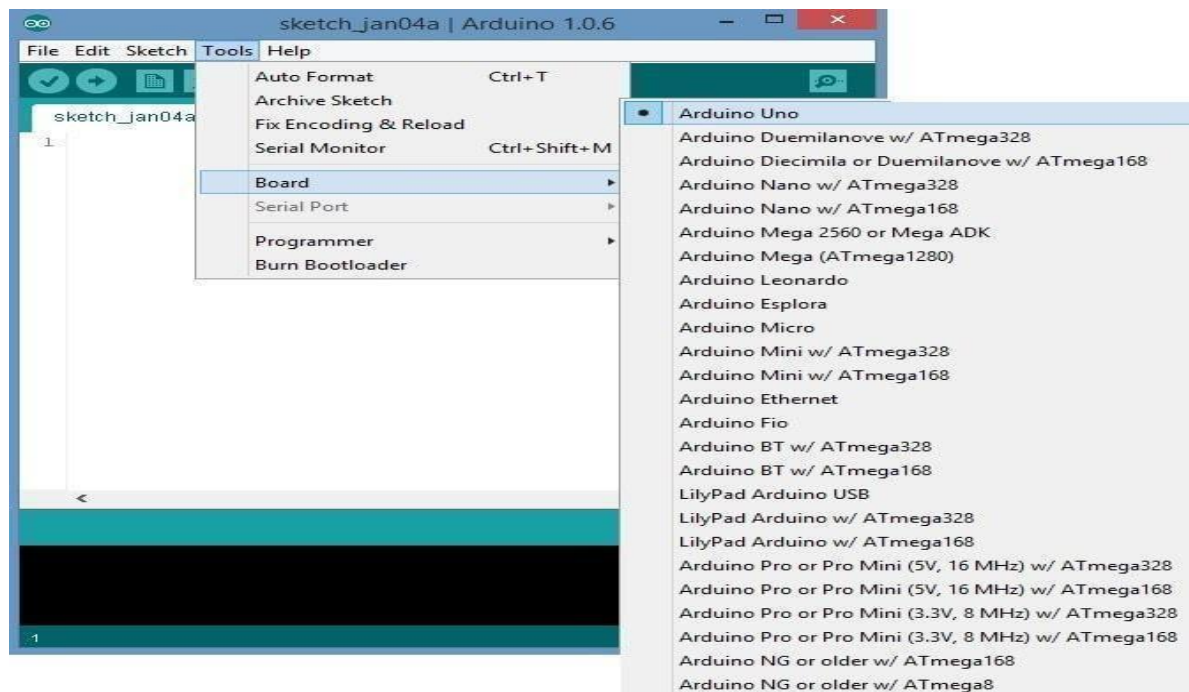 sketch_jan04a | Arduino 1.0.6
File Edit Sketch Tools Help
sketch_jan04a
1
Auto Format Ctrl+T
Archive Sketch
Fix Encoding & Reload
Serial Monitor Ctrl+Shift+M
Board
Serial Port
Programmer
Burn Bootloader
Arduino Uno
Arduino Duemilanove w/ ATmega328
Arduino Diecimila or Duemilanove w/ ATmega168
Arduino Nano w/ ATmega328
Arduino Nano w/ ATmega168
Arduino Mega 2560 or Mega ADK
Arduino Mega (ATmega1280)
Arduino Leonardo
Arduino Esplora
Arduino Micro
Arduino Mini w/ ATmega328
Arduino Mini w/ ATmega168
Arduino Ethernet
Arduino Fio
Arduino BT w/ ATmega328
Arduino BT w/ ATmega168
LilyPad Arduino USB
LilyPad Arduino w/ ATmega328
LilyPad Arduino w/ ATmega168
Arduino Pro or Pro Mini (5V, 16 MHz) w/ ATmega328
Arduino Pro or Pro Mini (5V, 16 MHz) w/ ATmega168
Arduino Pro or Pro Mini (3.3V, 8 MHz) w/ ATmega328
Arduino Pro or Pro Mini (3.3V, 8 MHz) w/ ATmega168
Arduino NG or older w/ ATmega168
Arduino NG or older w/ ATmega8
1